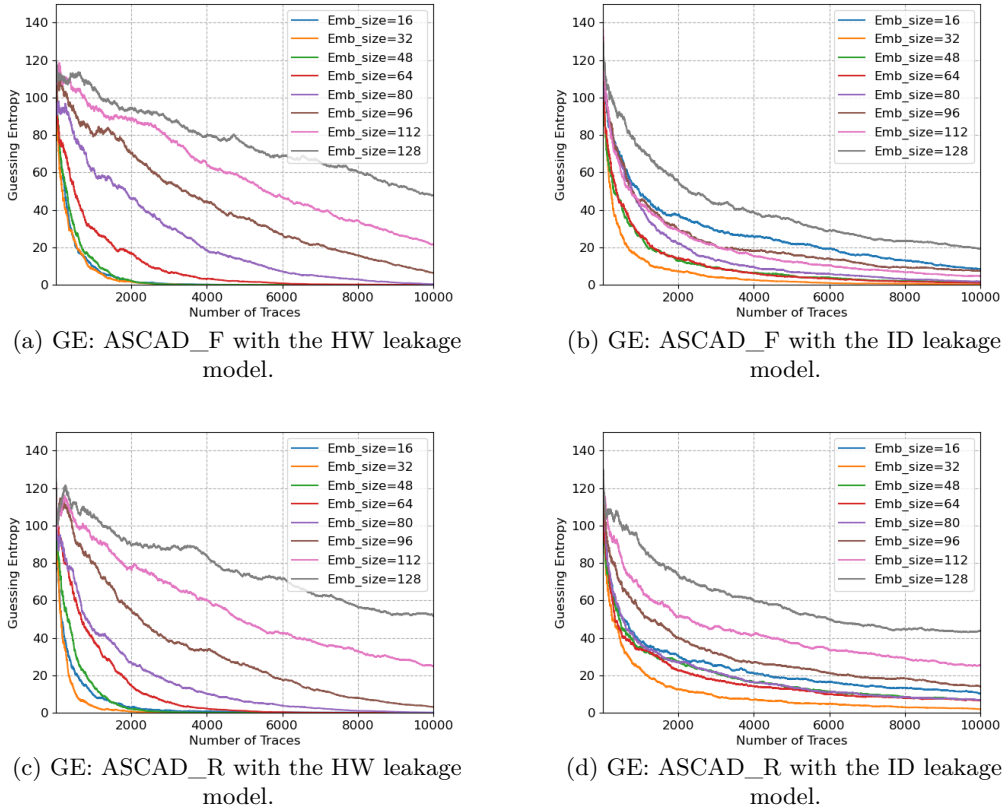 140
120
100
80
60
40
20
0
Guessing Entropy
Emb_size=16
Emb_size=32
Emb_size=48
Emb_size=64
Emb_size=80
Emb_size=96
Emb_size=112
Emb_size=128
2000 4000 6000 8000 10000
Number of Traces
(a) GE: ASCAD_F with the HW leakage
model.
140
120
100
80
60
40
20
0
Guessing Entropy
Emb_size=16
Emb_size=32
Emb_size=48
Emb_size=64
Emb_size=80
Emb_size=96
Emb_size=112
Emb_size=128
2000 4000 6000 8000 10000
Number of Traces
(b) GE: ASCAD_F with the ID leakage
model.
140
120
100
80
60
40
20
0
Guessing Entropy
Emb_size=16
Emb_size=32
Emb_size=48
Emb_size=64
Emb_size=80
Emb_size=96
Emb_size=112
Emb_size=128
2000 4000 6000 8000 10000
Number of Traces
(c) GE: ASCAD_R with the HW leakage
model.
140
120
100
80
60
40
20
0
Guessing Entropy
Emb_size=16
Emb_size=32
Emb_size=48
Emb_size=64
Emb_size=80
Emb_size=96
Emb_size=112
Emb_size=128
2000 4000 6000 8000 10000
Number of Traces
(d) GE: ASCAD_R with the ID leakage
model.